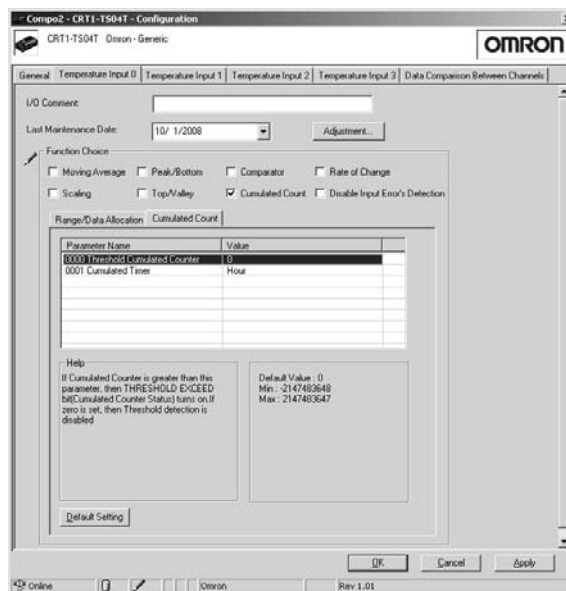 Compo2 - CRT1-TS04T - Configuration
CRT1-TS04T Omron - Generic
OMRON
General Temperature Input 0 Temperature Input 1 Temperature Input 2 Temperature Input 3 Data Comparison Between Channels
I/O Comment:
Last Maintenance Date: 10/ 1/2008 Adjustment...
Function Choice
Moving Average Peak/Bottom Comparator Rate of Change
Scaling Top/Valley Cumulated Count Disable Input Error's Detection
Range/Data Allocation Cumulated Count
Parameter Name Value
0000 Threshold Cumulated Counter 0
0001 Cumulated Timer Hour
Help
If Cumulated Counter is greater than this
parameter, then THRESHOLD EXCEED
bit(Cumulated Counter Status) turns on.If
zero is set, then Threshold detection is
disabled
Default Value : 0
Min : -2147483648
Max : 2147483647
Default Setting
OK Cancel Apply
Online Omron Rev 1.01